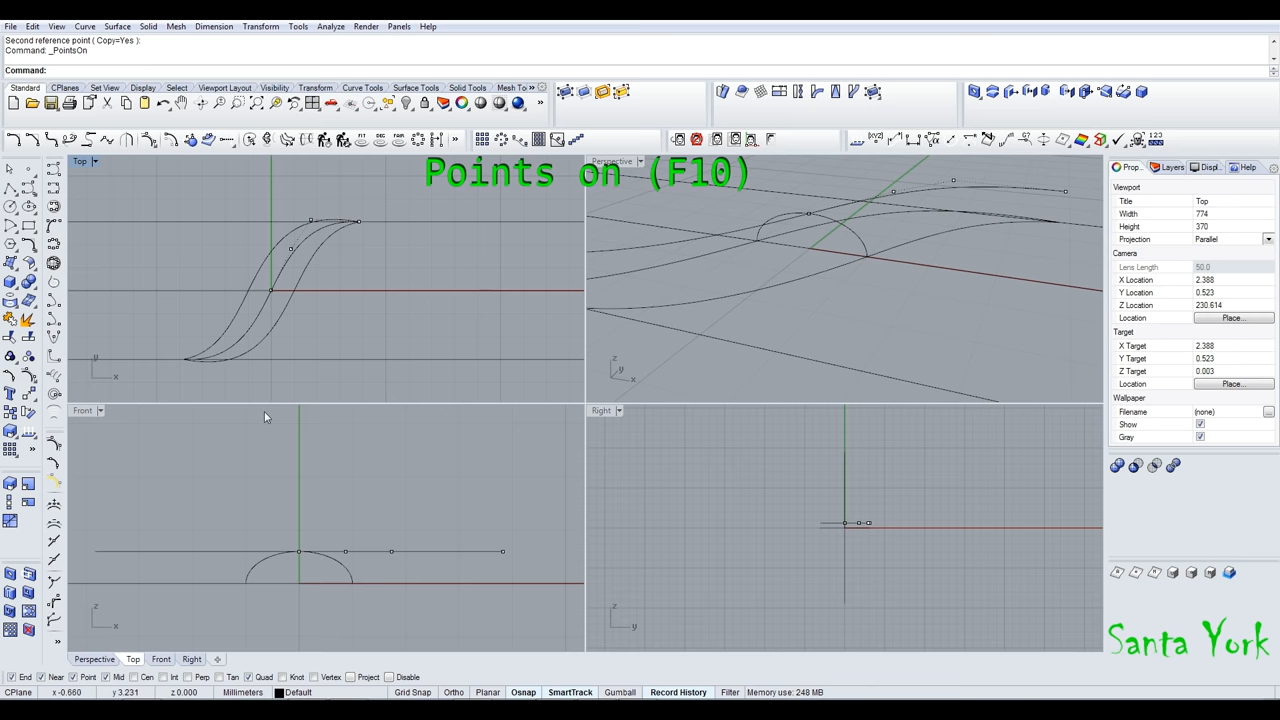 File Edit View Curve Surface Solid Mesh Dimension Transform Tools Analyze Render Panels Help
Second reference point ( Copy=Yes ):
Command: _PointsOn
Command:
Standard CPlanes Set View Display Select Viewport Layout Visibility Transform Curve Tools Surface Tools Mesh To
Points on (F10)
Top
Perspective
Prop... Layers Displ... Help
Viewport
Title Top
Width 774
Height 370
Projection Parallel
Camera
Lens Length 50.0
X Location 2.388
Y Location 0.523
Z Location 230.614
Location Place...
Target
X Target 2.388
Y Target 0.523
Z Target 0.003
Location Place...
Wallpaper
Filename (none)
Show
Gray
y
x
z
y
x
Front
Right
z
x
z
y
Santa York
Perspective Top Front Right
End Near Point Mid Cen Int Perp Tan Quad Knot Vertex Project Disable
CPlane x -0.660 y 3.231 z 0.000 Millimeters Default Grid Snap Ortho Planar Osnap SmartTrack Gumball Record History Filter Memory use: 248 MB